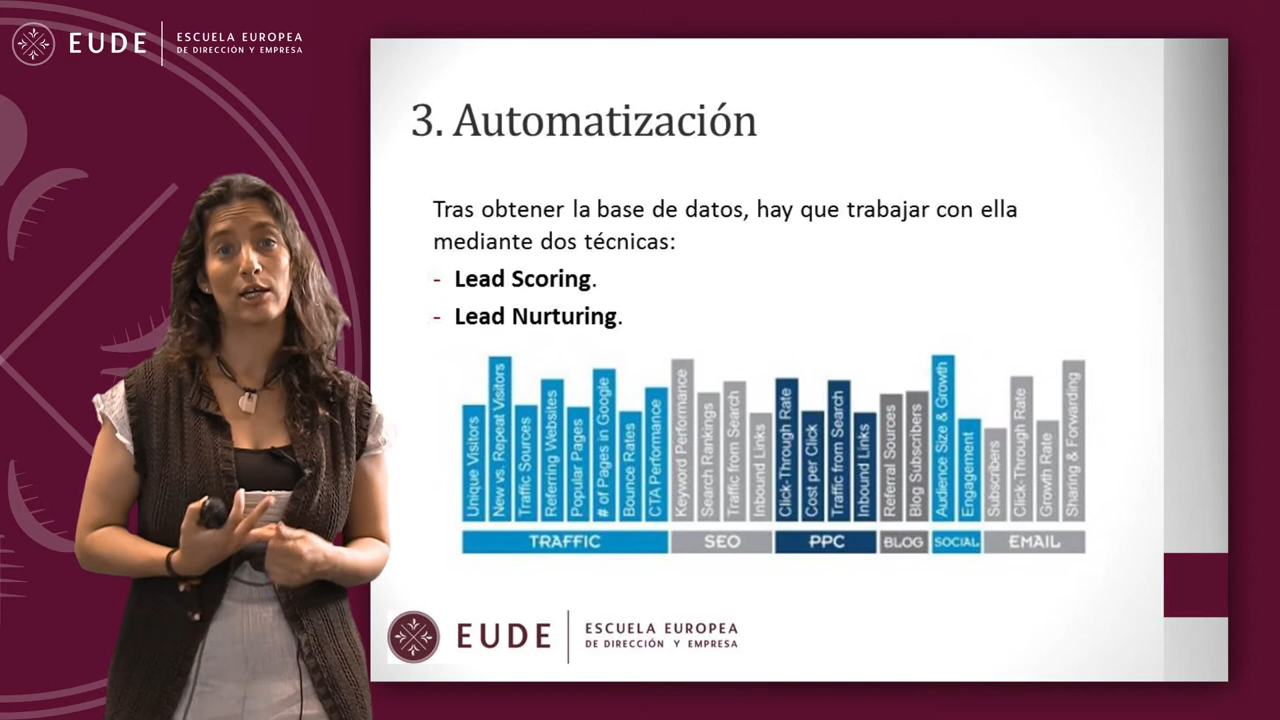 EUDE
ESCUELA EUROPEA
DE DIRECCIÓN Y EMPRESA
3. Automatización
Tras obtener la base de datos, hay que trabajar con ella
mediante dos técnicas:
- Lead Scoring.
- Lead Nurturing.
Unique Visitors
New vs. Repeat Visitors
Traffic Sources
Referring Websites
Popular Pages
# of Pages in Google
Bounce Rates
CTA Performance
Keyword Performance
Search Rankings
Traffic from Search
Inbound Links
Click-Through Rate
Cost per Click
Traffic from Search
Inbound Links
Referral Sources
Blog Subscribers
Audience Size & Growth
Engagement
Subscribers
Click-Through Rate
Growth Rate
Sharing & Forwarding
TRAFFIC
SEO
PPC
BLOG
SOCIAL
EMAIL
EUDE
ESCUELA EUROPEA
DE DIRECCIÓN Y EMPRESA